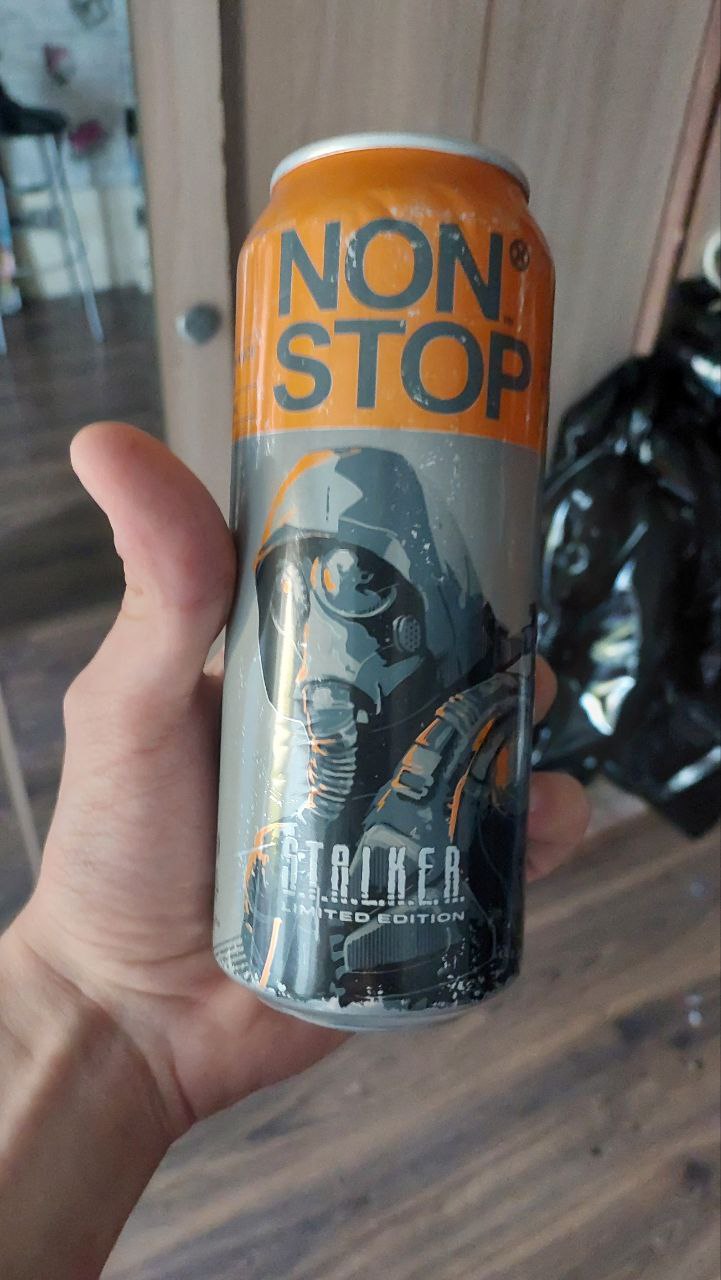 NON®
STOP
S.T.A.L.K.E.R.
LIMITED EDITION